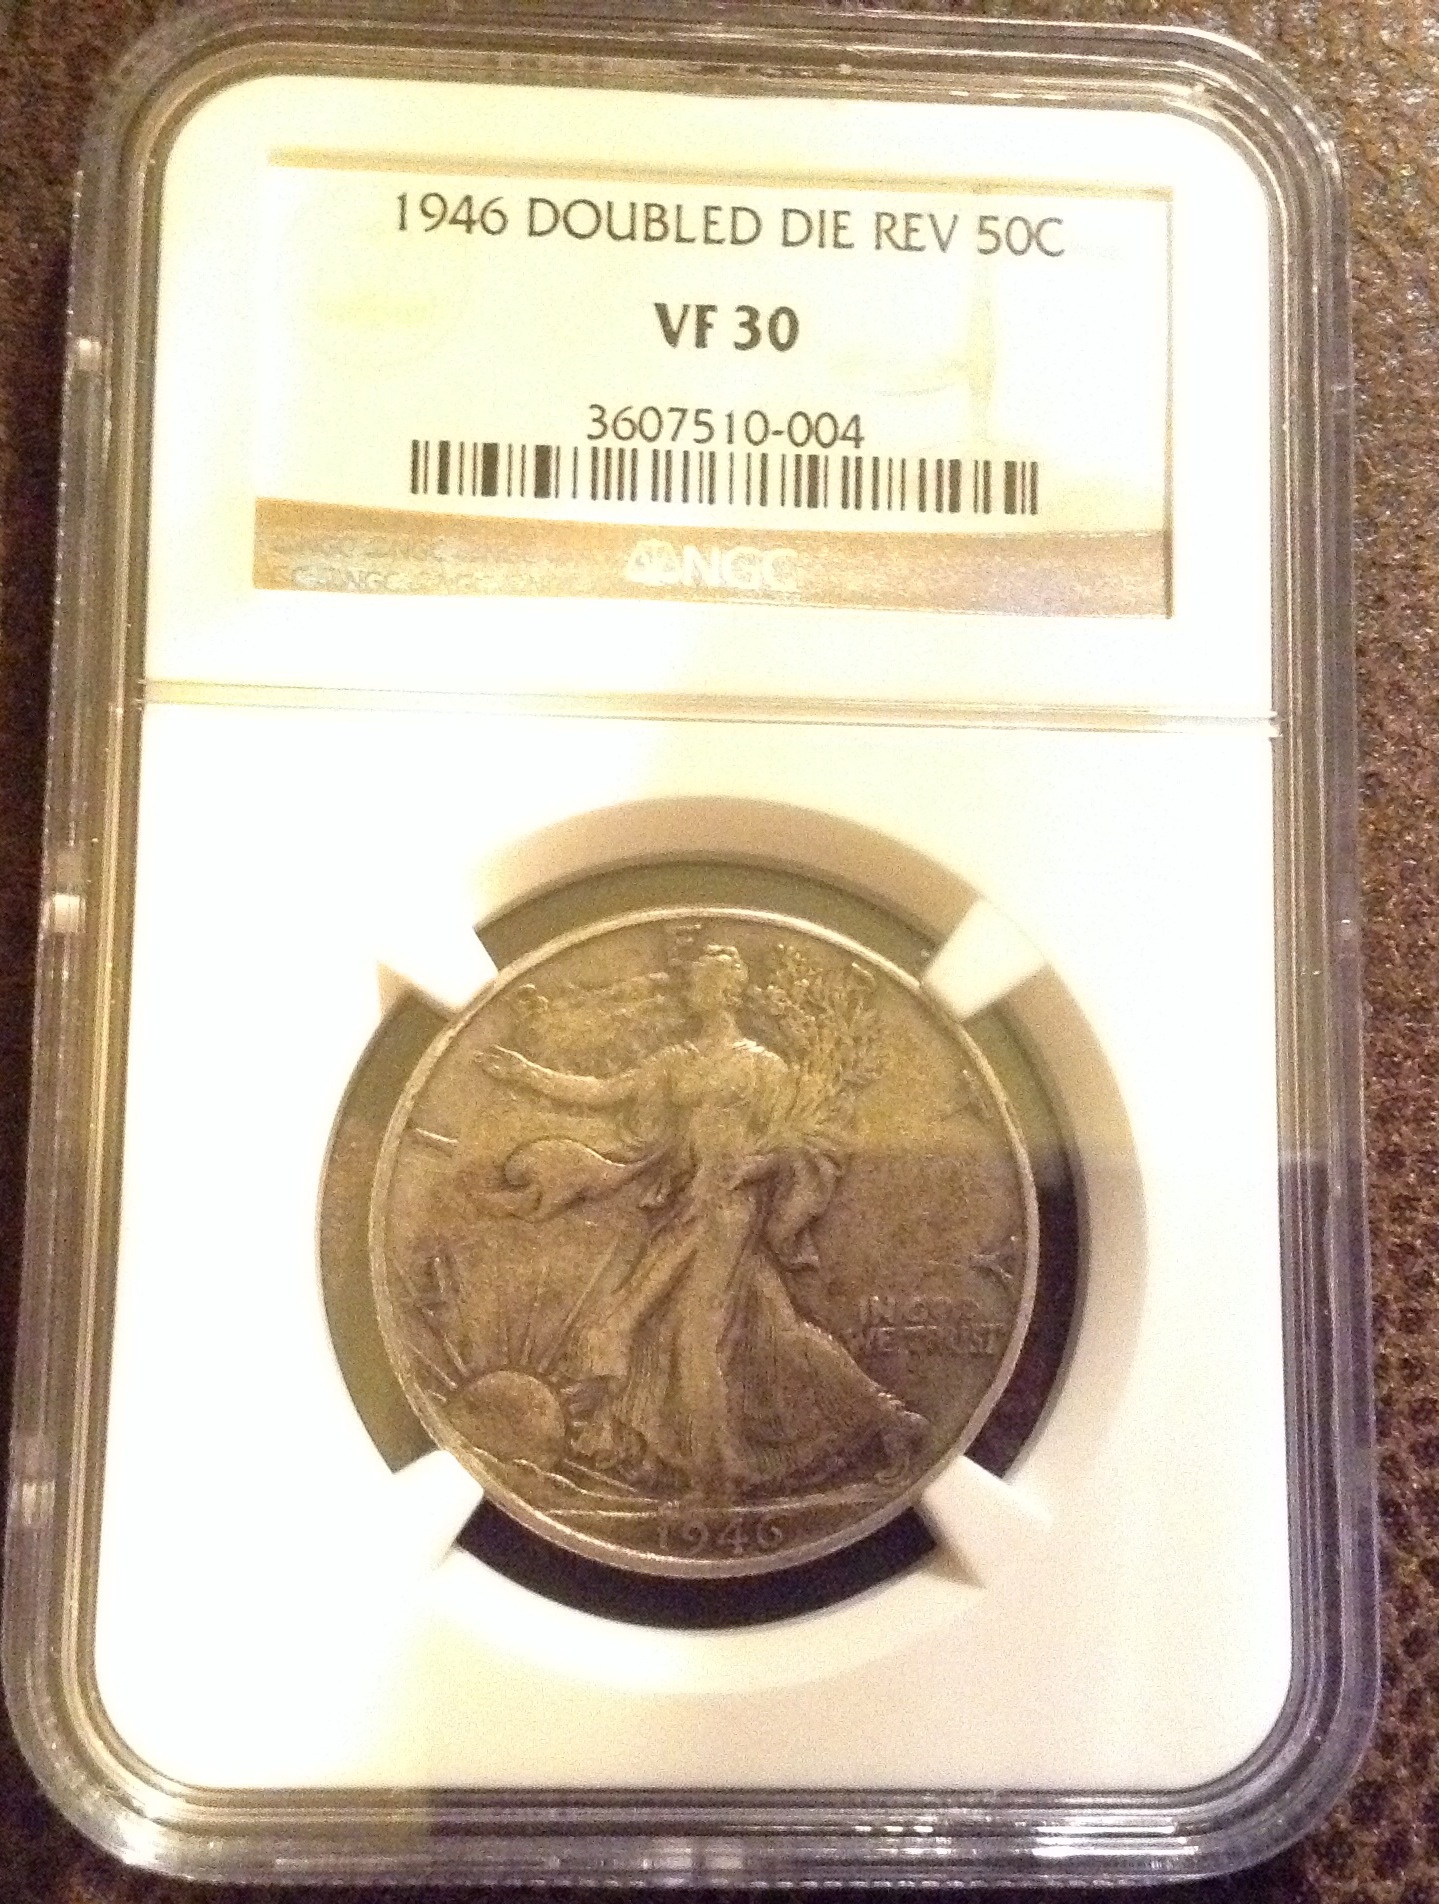 1946 DOUBLED DIE REV 50C
VF 30
3607510-004
NGC
IN GOD
WE TRUST
1946